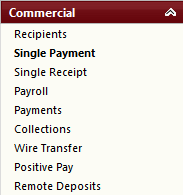 Commercial
Recipients
Single Payment
Single Receipt
Payroll
Payments
Collections
Wire Transfer
Positive Pay
Remote Deposits